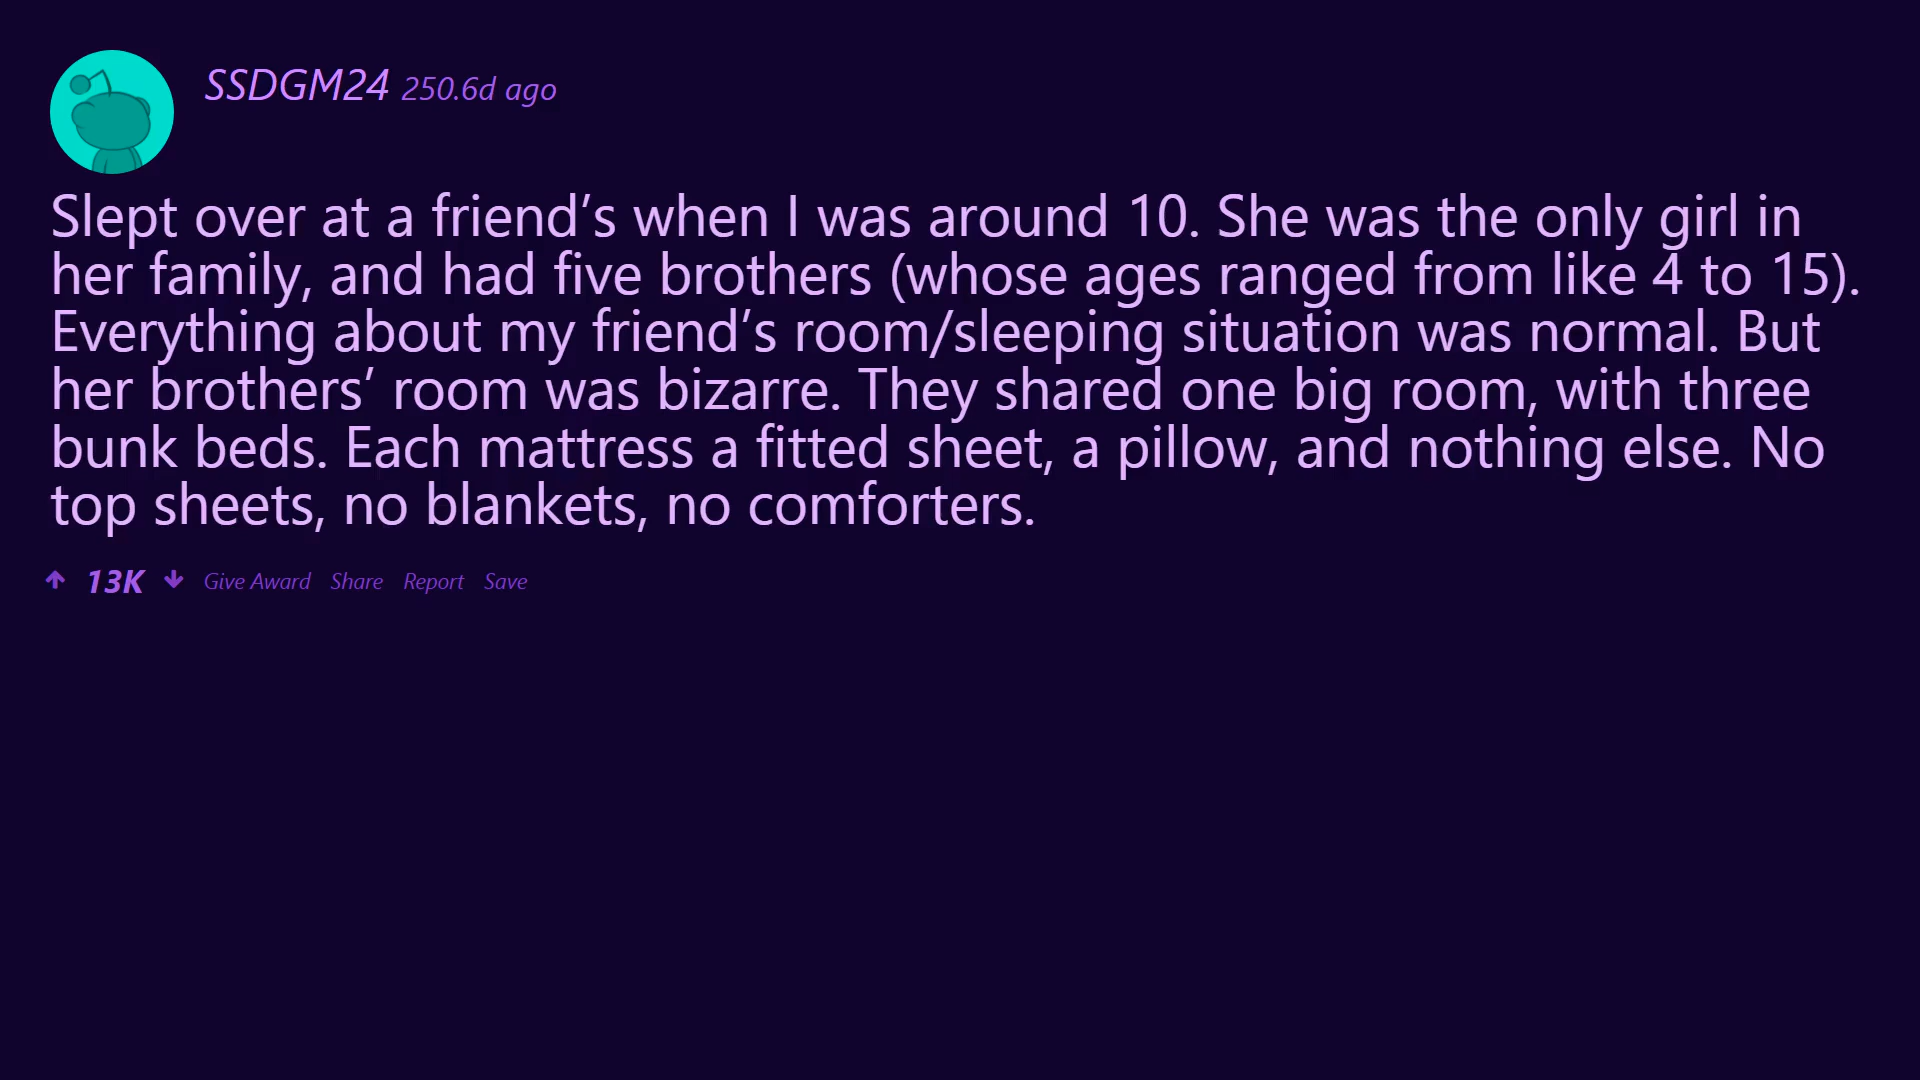 SSDGM24 250.6d ago
Slept over at a friend’s when I was around 10. She was the only girl in
her family, and had five brothers (whose ages ranged from like 4 to 15).
Everything about my friend’s room/sleeping situation was normal. But
her brothers’ room was bizarre. They shared one big room, with three
bunk beds. Each mattress a fitted sheet, a pillow, and nothing else. No
top sheets, no blankets, no comforters.
13K Give Award Share Report Save